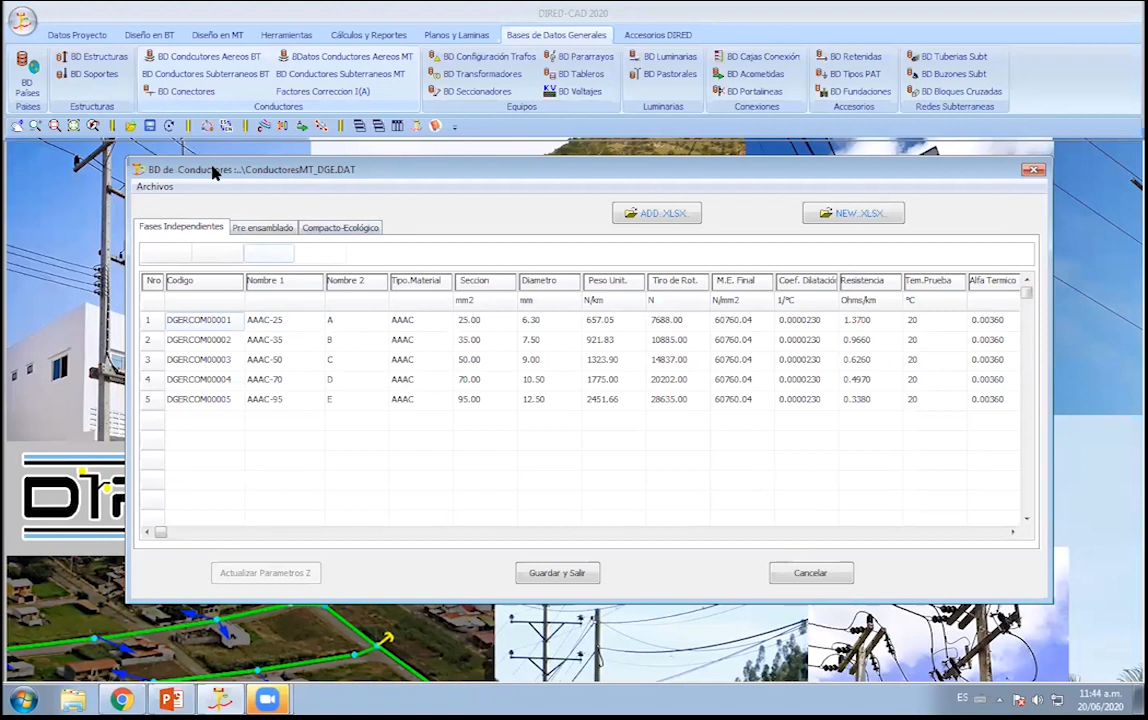 DIRED-CAD 2020
Datos Proyecto Diseño en BT Diseño en MT Herramientas Cálculos y Reportes Planos y Laminas Bases de Datos Generales Accesorios DIRED
BD Paises
BD Estructuras
BD Soportes
BD Condcutores Aereos BT
BDatos Conductores Aereos MT
BD Conductores Subterraneos BT
BD Conductores Subterraneos MT
BD Conectores
Factores Correccion I(A)
BD Configuración Trafos
BD Pararrayos
BD Transformadores
BD Tableros
BD Seccionadores
KV BD Voltajes
BD Luminarias
BD Pastorales
BD Cajas Conexión
BD Acometidas
BD Portalineas
BD Retenidas
BD Tipos PAT
BD Fundaciones
BD Tuberias Subt
BD Buzones Subt
BD Bloques Cruzadas
Paises Estructuras Conductores Equipos Luminarias Conexiones Accesorios Redes Subterraneas
BD de Conductores :..\ConductoresMT_DGE.DAT
Archivos
ADD .XLSX.. NEW .XLSX..
Fases Independientes Pre ensamblado Compacto-Ecológico
Nro Codigo Nombre 1 Nombre 2 Tipo.Material Seccion Diametro Peso Unit. Tiro de Rot. M.E. Final Coef. Dilatació Resistencia Tem.Prueba Alfa Termico
mm2 mm N/km N N/mm2 1/°C Ohms/km °C
1 DGERCOM00001 AAAC-25 A AAAC 25.00 6.30 657.05 7688.00 60760.04 0.0000230 1.3700 20 0.00360
2 DGERCOM00002 AAAC-35 B AAAC 35.00 7.50 921.83 10885.00 60760.04 0.0000230 0.9660 20 0.00360
3 DGERCOM00003 AAAC-50 C AAAC 50.00 9.00 1323.90 14837.00 60760.04 0.0000230 0.6260 20 0.00360
4 DGERCOM00004 AAAC-70 D AAAC 70.00 10.50 1775.00 20202.00 60760.04 0.0000230 0.4970 20 0.00360
5 DGERCOM00005 AAAC-95 E AAAC 95.00 12.50 2451.66 28635.00 60760.04 0.0000230 0.3380 20 0.00360
Actualizar Parametros Z Guardar y Salir Cancelar
ES
11:44 a.m.
20/06/2020